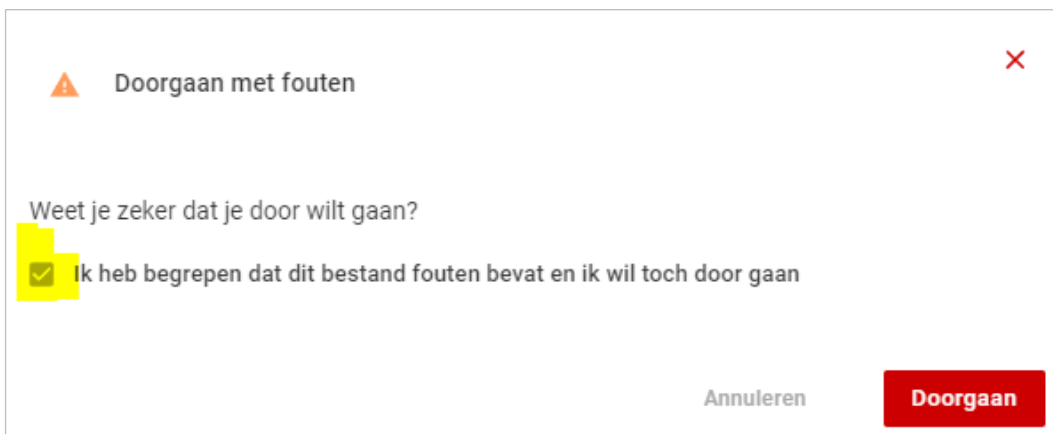 Doorgaan met fouten
Weet je zeker dat je door wilt gaan?
Ik heb begrepen dat dit bestand fouten bevat en ik wil toch door gaan
Annuleren
Doorgaan